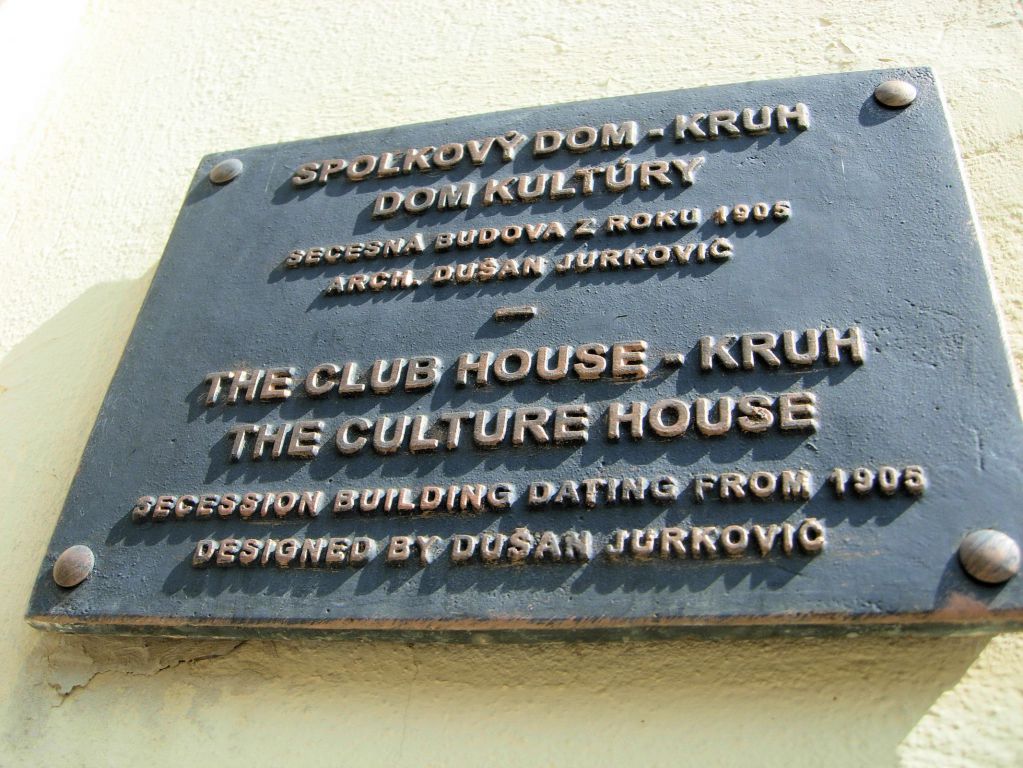 SPOLKOVÝ DOM - KRUH
DOM KULTÚRY
SECESNÁ BUDOVA Z ROKU 1905
ARCH. DUŠAN JURKOVIČ
–
THE CLUB HOUSE - KRUH
THE CULTURE HOUSE
SECESSION BUILDING DATING FROM 1905
DESIGNED BY DUŠAN JURKOVIČ